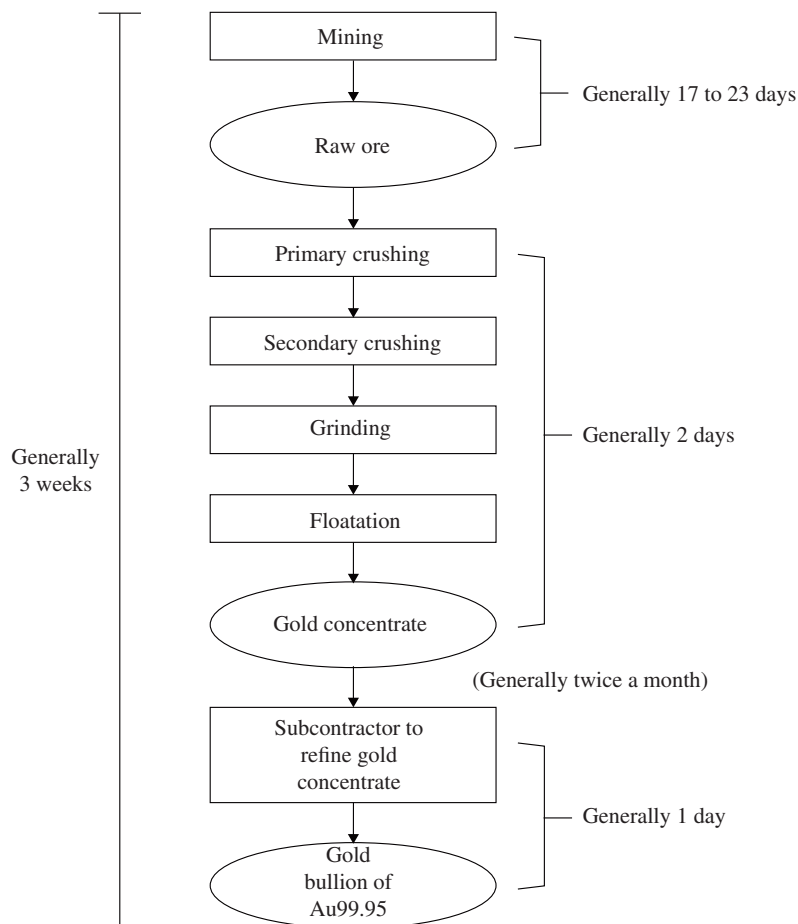 Mining
Generally 17 to 23 days
Raw ore
Primary crushing
Secondary crushing
Grinding
Generally 2 days
Generally
3 weeks
Floatation
Gold concentrate
(Generally twice a month)
Subcontractor to
refine gold
concentrate
Generally 1 day
Gold
bullion of
Au99.95